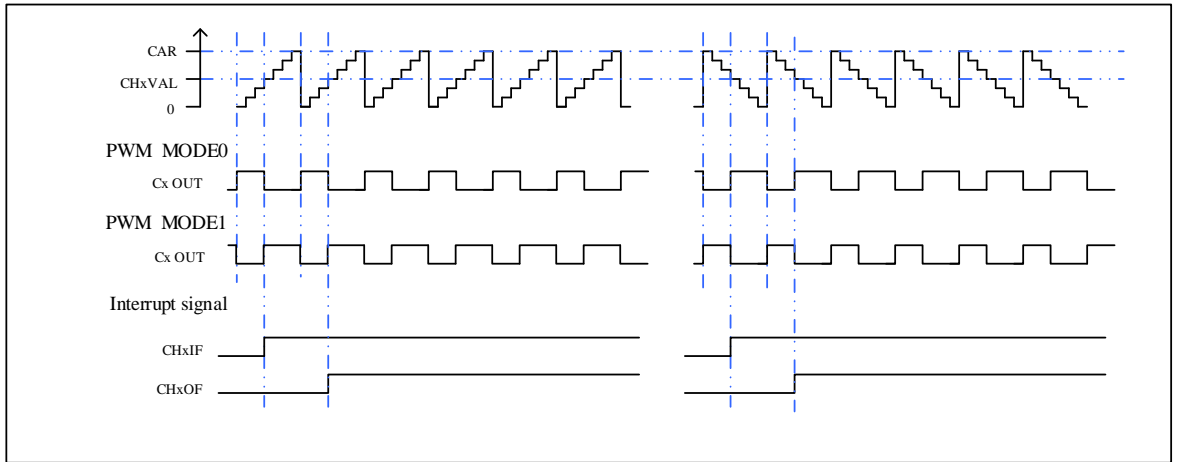 CAR
CHxVAL
0
PWM MODE0
Cx OUT
PWM MODE1
Cx OUT
Interrupt signal
CHxIF
CHxOF